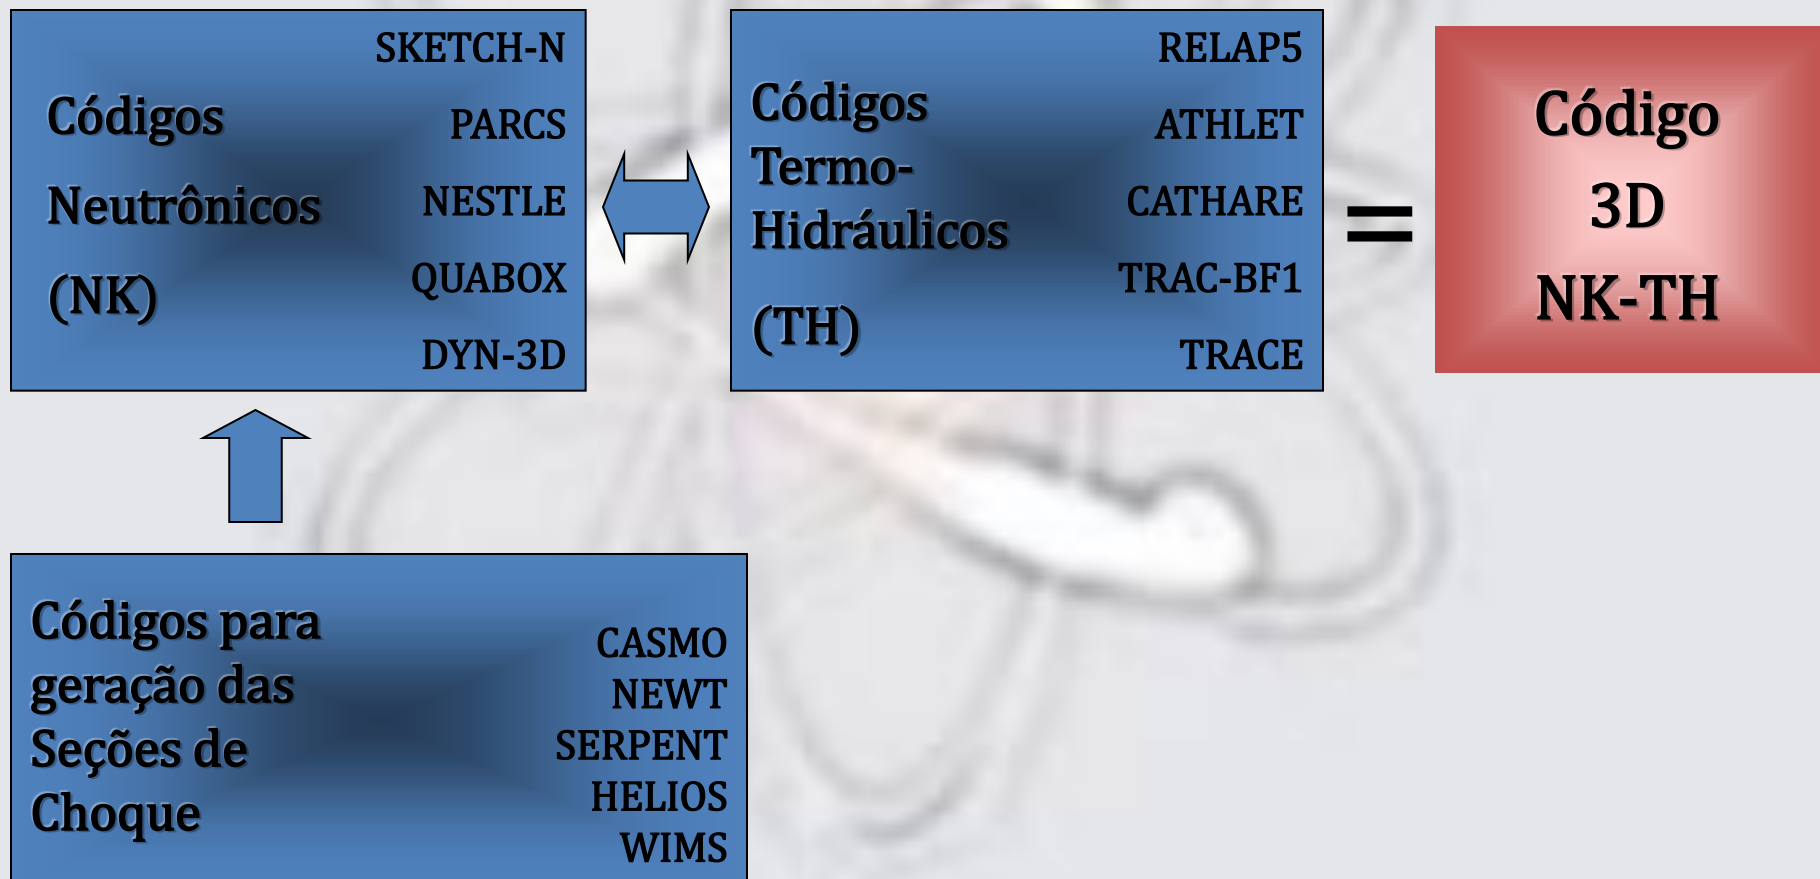 Códigos
Neutrônicos
(NK)
SKETCH-N
PARCS
NESTLE
QUABOX
DYN-3D
Códigos
Termo-
Hidráulicos
(TH)
RELAP5
ATHLET
CATHARE
TRAC-BF1
TRACE
=
Código
3D
NK-TH
Códigos para
geração das
Seções de
Choque
CASMO
NEWT
SERPENT
HELIOS
WIMS